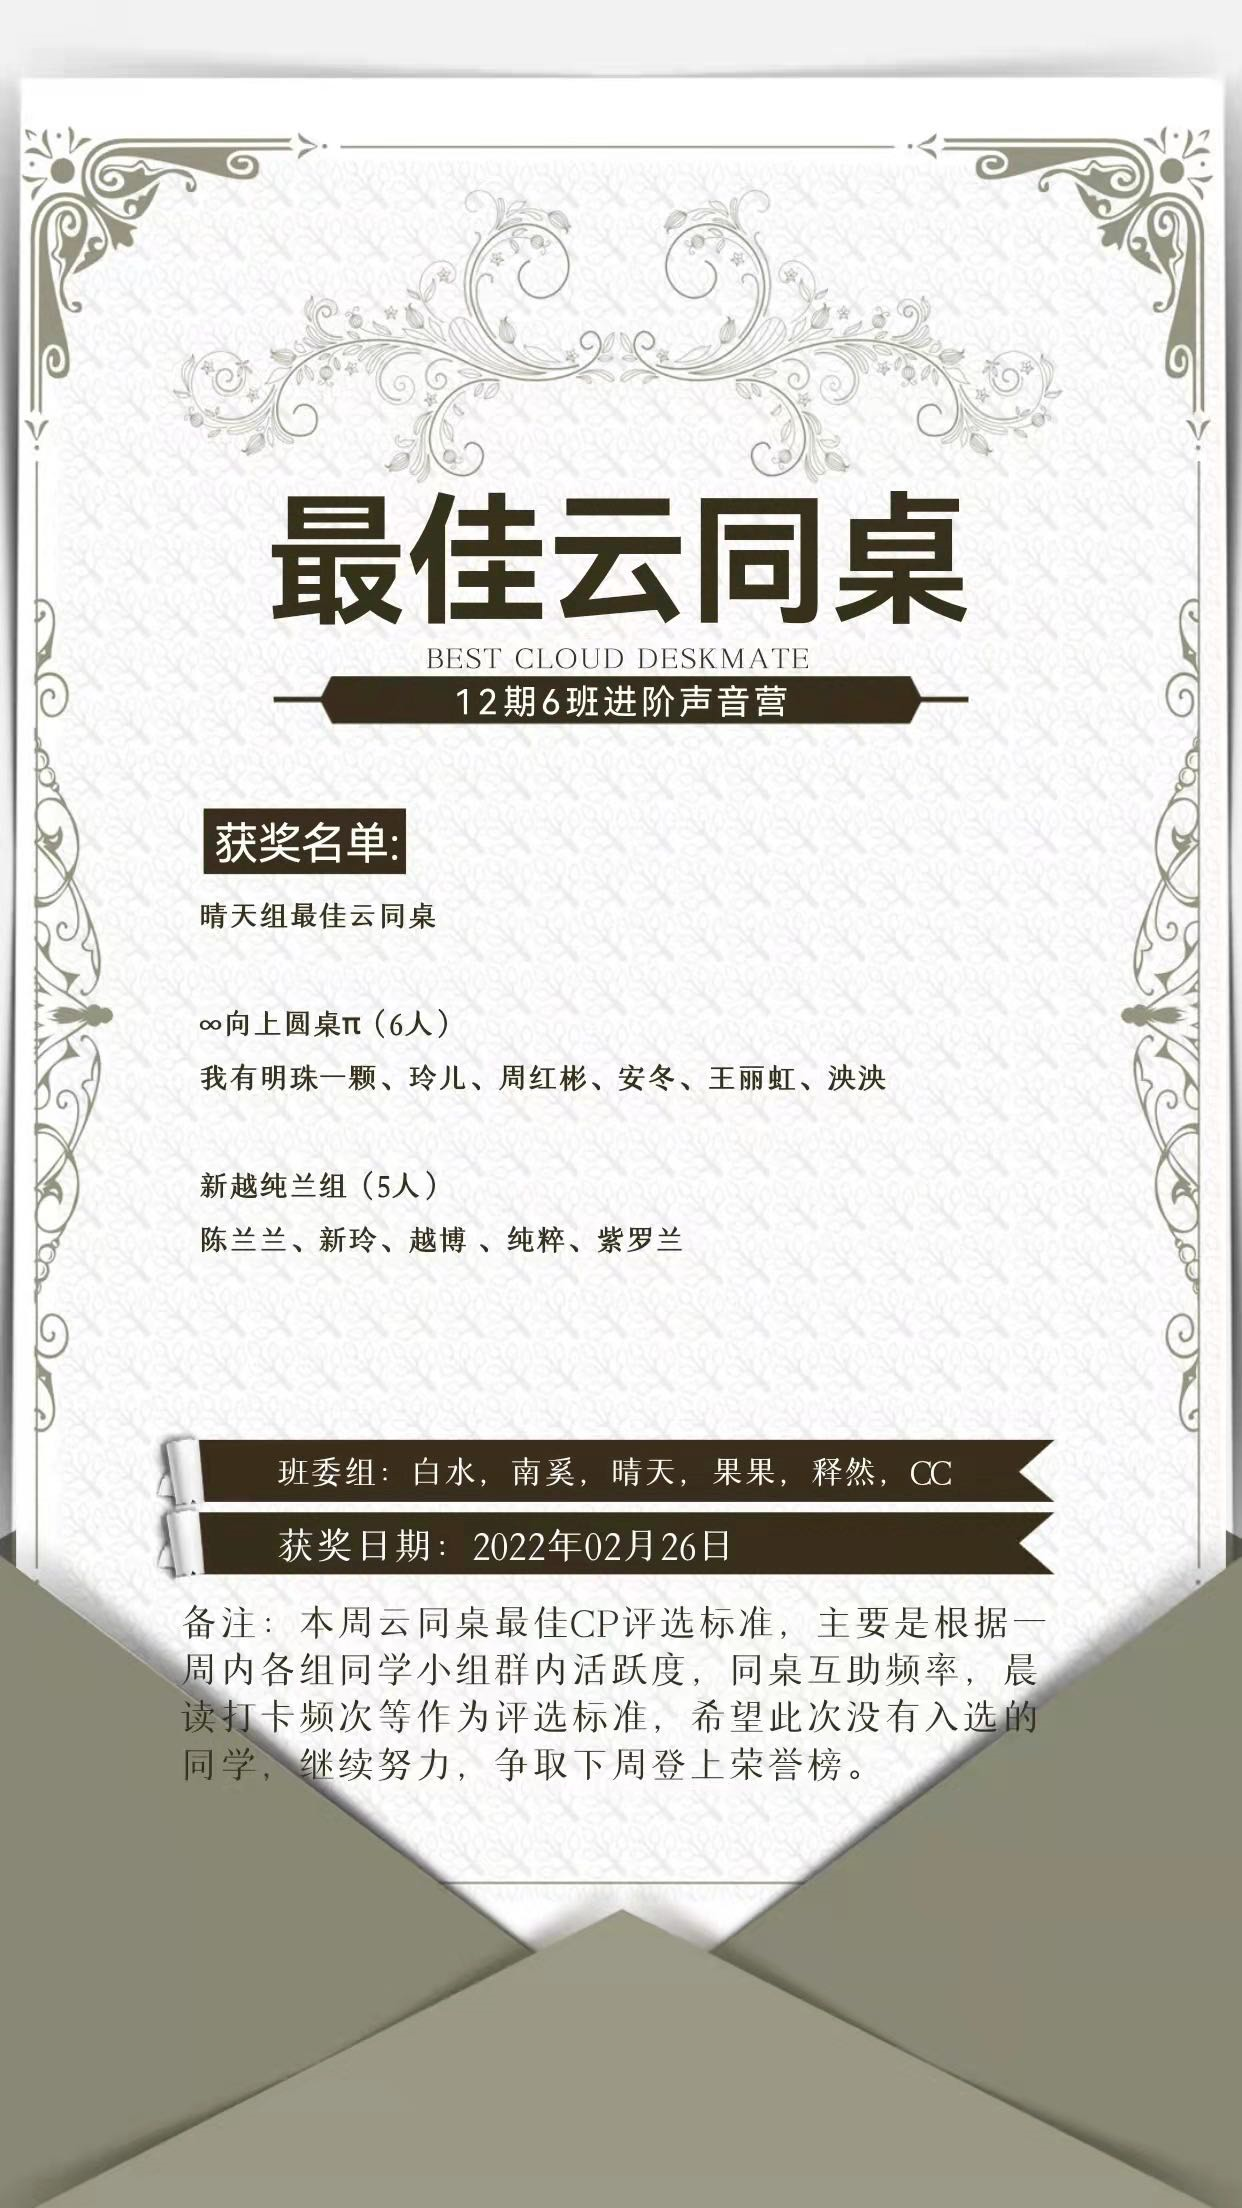 最佳云同桌
BEST CLOUD DESKMATE
12期6班进阶声音营
获奖名单:
晴天组最佳云同桌
∞向上圆桌π（6人）
我有明珠一颗、玲儿、周红彬、安冬、王丽虹、泱泱
新越纯兰组（5人）
陈兰兰、新玲、越博 、纯粹、紫罗兰
班委组：白水，南奚，晴天，果果，释然，CC
获奖日期：2022年02月26日
备注：本周云同桌最佳CP评选标准，主要是根据一
周内各组同学小组群内活跃度，同桌互助频率，晨
读打卡频次等作为评选标准，希望此次没有入选的
同学，继续努力，争取下周登上荣誉榜。